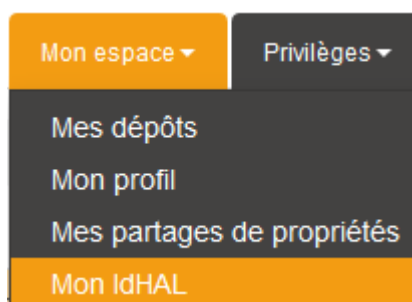 Mon espace Privilèges
Mes dépôts
Mon profil
Mes partages de propriétés
Mon IdHAL